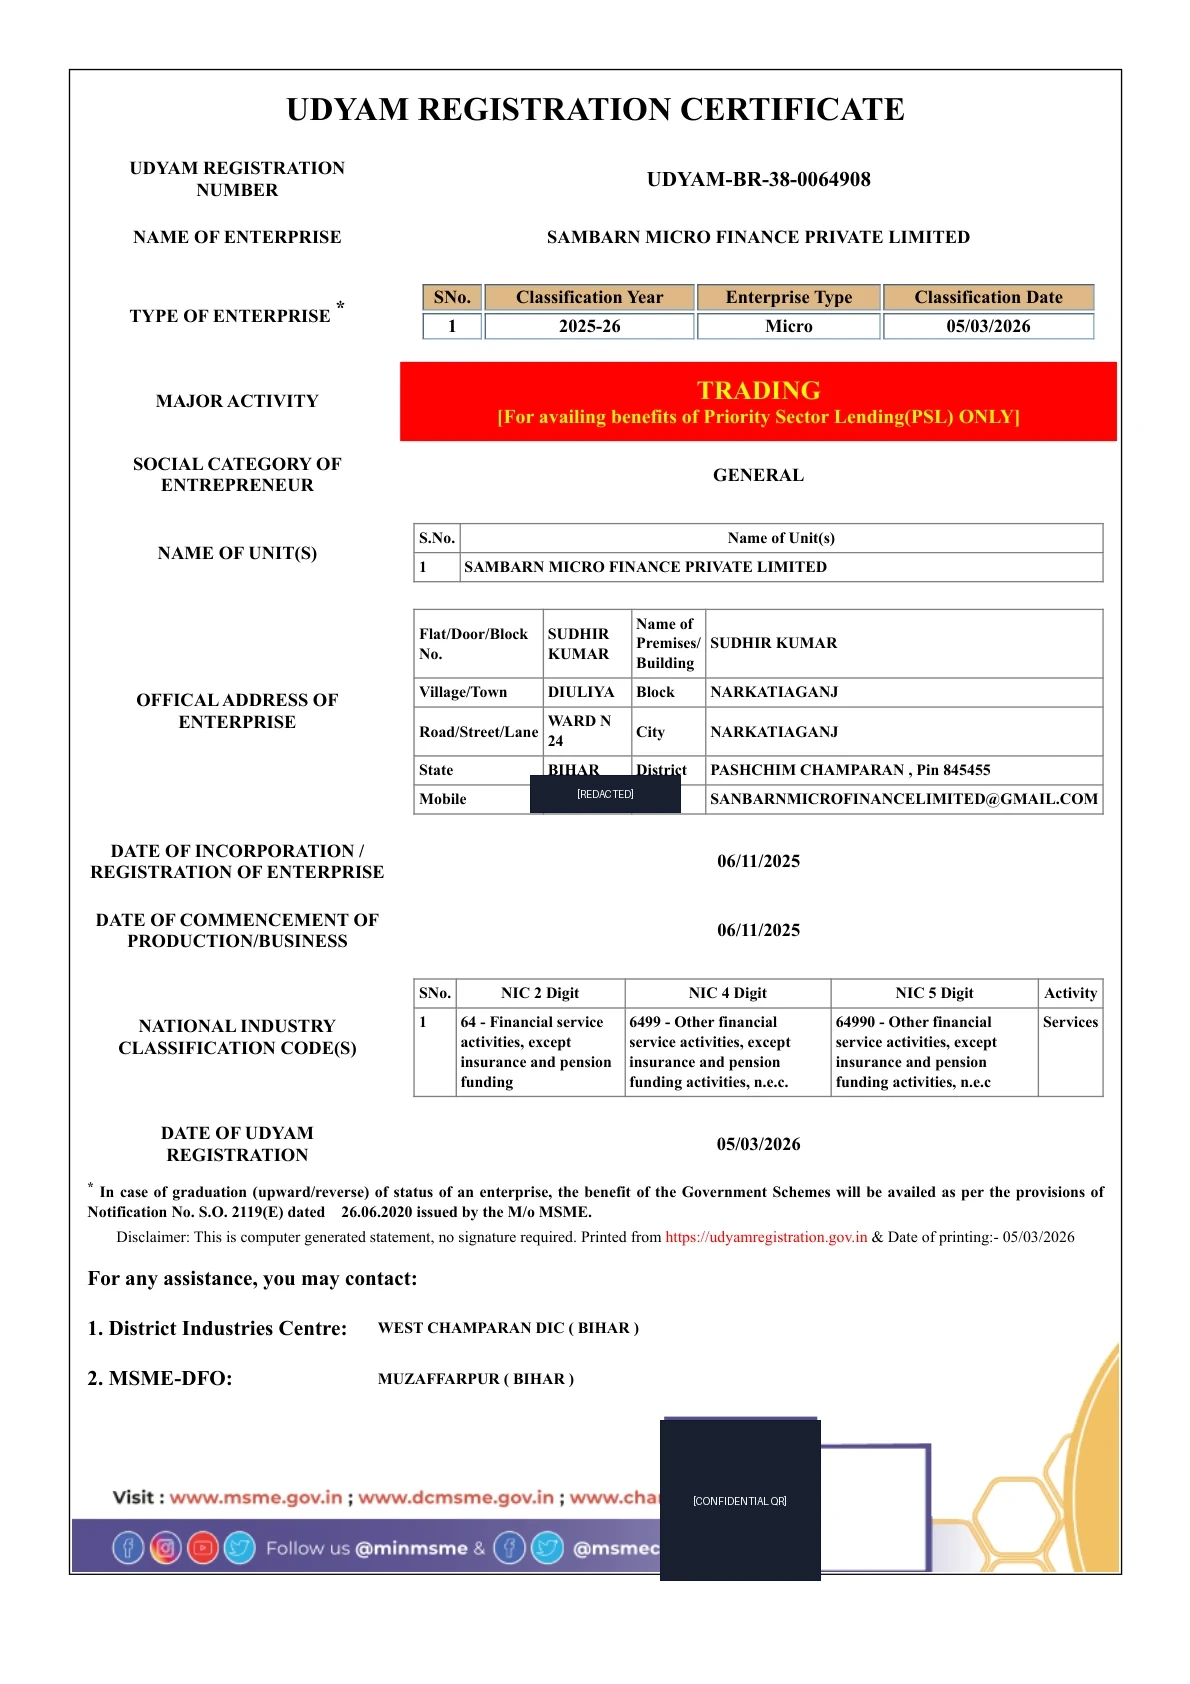 UDYAM REGISTRATION CERTIFICATE
UDYAM REGISTRATION
NUMBER
UDYAM-BR-38-0064908
NAME OF ENTERPRISE
SAMBARN MICRO FINANCE PRIVATE LIMITED
TYPE OF ENTERPRISE *
SNo. Classification Year Enterprise Type Classification Date
1 2025-26 Micro 05/03/2026
MAJOR ACTIVITY
TRADING
[For availing benefits of Priority Sector Lending(PSL) ONLY]
SOCIAL CATEGORY OF
ENTREPRENEUR
GENERAL
NAME OF UNIT(S)
S.No. Name of Unit(s)
1 SAMBARN MICRO FINANCE PRIVATE LIMITED
OFFICAL ADDRESS OF
ENTERPRISE
Flat/Door/Block
No.
SUDHIR
KUMAR
Name of
Premises/
Building
SUDHIR KUMAR
Village/Town DIULIYA Block NARKATIAGANJ
Road/Street/Lane
WARD N
24
City NARKATIAGANJ
State BIHAR District PASHCHIM CHAMPARAN , Pin 845455
Mobile [REDACTED] SANBARNMICROFINANCELIMITED@GMAIL.COM
DATE OF INCORPORATION /
REGISTRATION OF ENTERPRISE
06/11/2025
DATE OF COMMENCEMENT OF
PRODUCTION/BUSINESS
06/11/2025
NATIONAL INDUSTRY
CLASSIFICATION CODE(S)
SNo. NIC 2 Digit NIC 4 Digit NIC 5 Digit Activity
1 64 - Financial service 6499 - Other financial 64990 - Other financial Services
activities, except service activities, except service activities, except
insurance and pension insurance and pension insurance and pension
funding funding activities, n.e.c. funding activities, n.e.c
DATE OF UDYAM
REGISTRATION
05/03/2026
* In case of graduation (upward/reverse) of status of an enterprise, the benefit of the Government Schemes will be availed as per the provisions of
Notification No. S.O. 2119(E) dated 26.06.2020 issued by the M/o MSME.
Disclaimer: This is computer generated statement, no signature required. Printed from https://udyamregistration.gov.in & Date of printing:- 05/03/2026
For any assistance, you may contact:
1. District Industries Centre: WEST CHAMPARAN DIC ( BIHAR )
2. MSME-DFO: MUZAFFARPUR ( BIHAR )
[CONFIDENTIAL QR]
Visit : www.msme.gov.in ; www.dcmsme.gov.in ; www.cha
Follow us @minmsme & @msmec